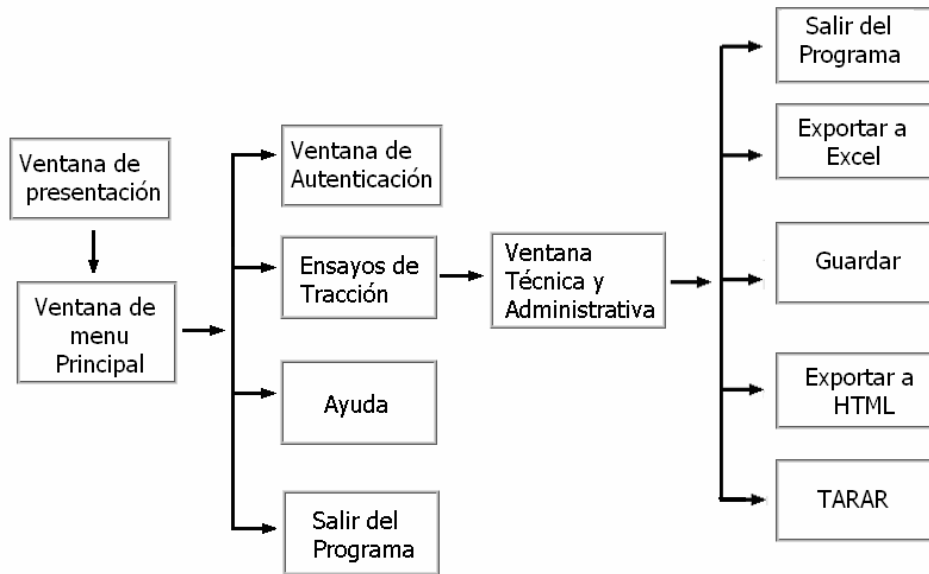 Ventana de
presentación
Ventana de
menu
Principal
Ventana de
Autenticación
Ensayos de
Tracción
Ayuda
Salir del
Programa
Ventana
Técnica y
Administrativa
Salir del
Programa
Exportar a
Excel
Guardar
Exportar a
HTML
TARAR